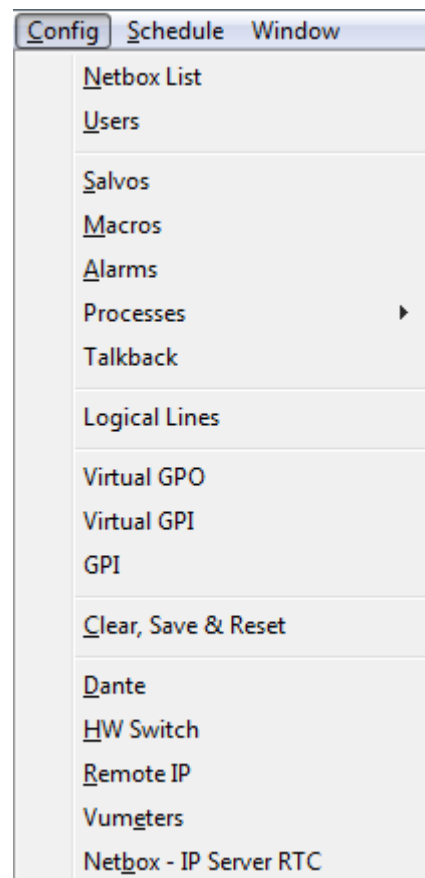 Config Schedule Window
Netbox List
Users
Salvos
Macros
Alarms
Processes
Talkback
Logical Lines
Virtual GPO
Virtual GPI
GPI
Clear, Save & Reset
Dante
HW Switch
Remote IP
Vumeters
Netbox - IP Server RTC